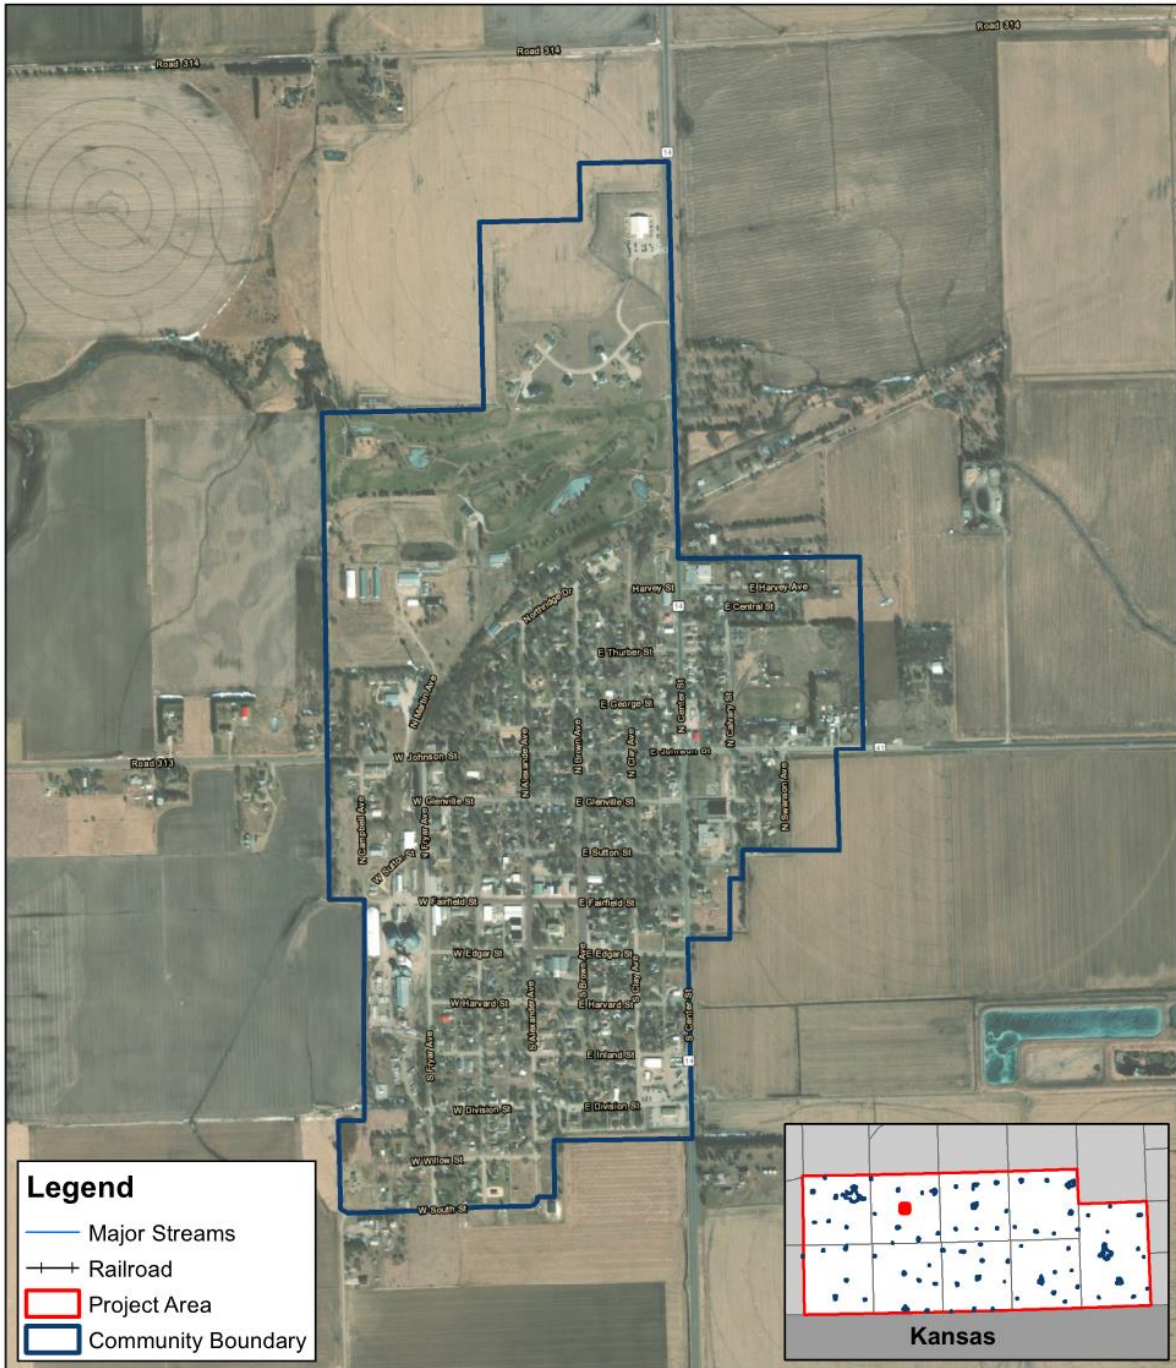 Road 314
Road 314
Road 314
14
Northridge Dr
Harvey St
E Harvey Ave
14
E Central St
E Thurber St
N Martin Ave
E George St
N Center St
N Calvary St
N Alexander Ave
N Brown Ave
N Clay Ave
E Johnson St
41
Road 313
W Johnson St
N Swanson Ave
W Glenville St
E Glenville St
N Campbell Ave
N Fryar Ave
W Sutton St
E Sutton St
W Fairfield St
E Fairfield St
W Edgar St
E Edgar St
S Brown Ave
S Clay Ave
W Harvard St
E Harvard St
S Center St
S Alexander Ave
S Fryar Ave
E Inland St
14
W Division St
E Division St
W Willow St
W South St
Legend
Major Streams
Railroad
Project Area
Community Boundary
Kansas